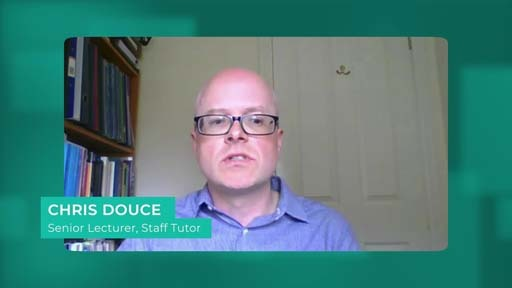 CHRIS DOUCE
Senior Lecturer, Staff Tutor